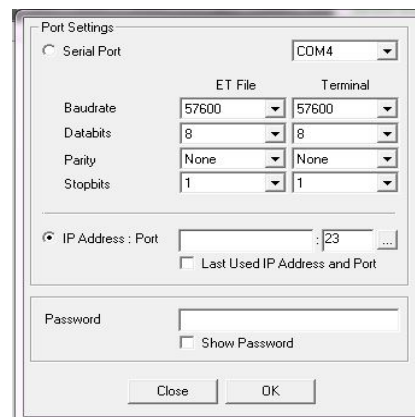 Port Settings
Serial Port COM4
ET File Terminal
Baudrate 57600 57600
Databits 8 8
Parity None None
Stopbits 1 1
IP Address : Port : 23 ...
Last Used IP Address and Port
Password
Show Password
Close OK